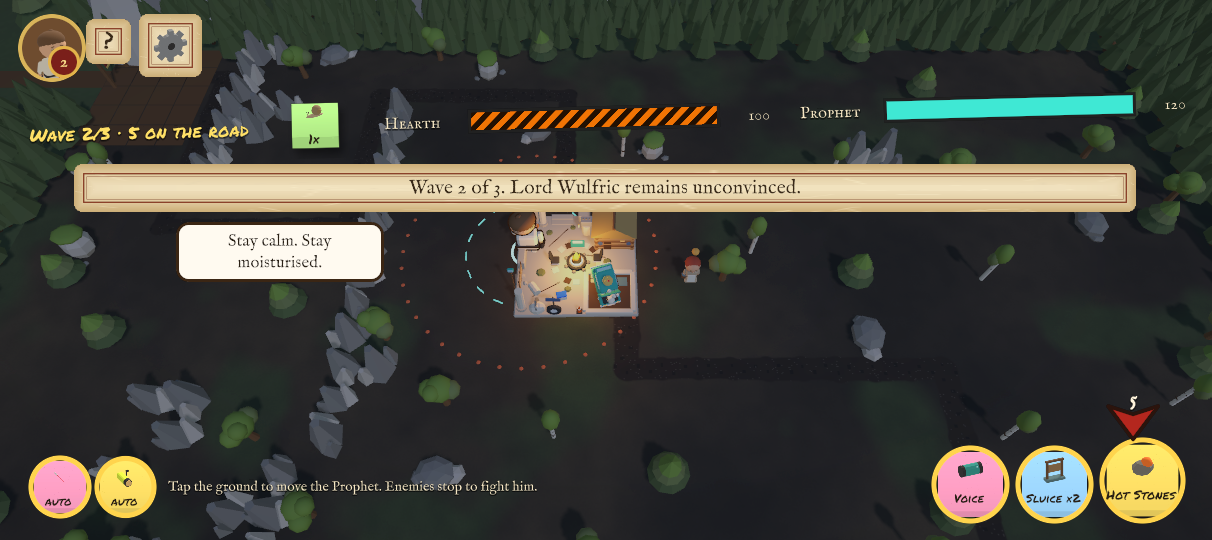 ?
2
WAVE 2/3 · 5 ON THE ROAD
1x
Hearth
100
Prophet
120
Wave 2 of 3. Lord Wulfric remains unconvinced.
Stay calm. Stay
moisturised.
5
AUTO
AUTO
Tap the ground to move the Prophet. Enemies stop to fight him.
VOICE
SLUICE X2
HOT STONES